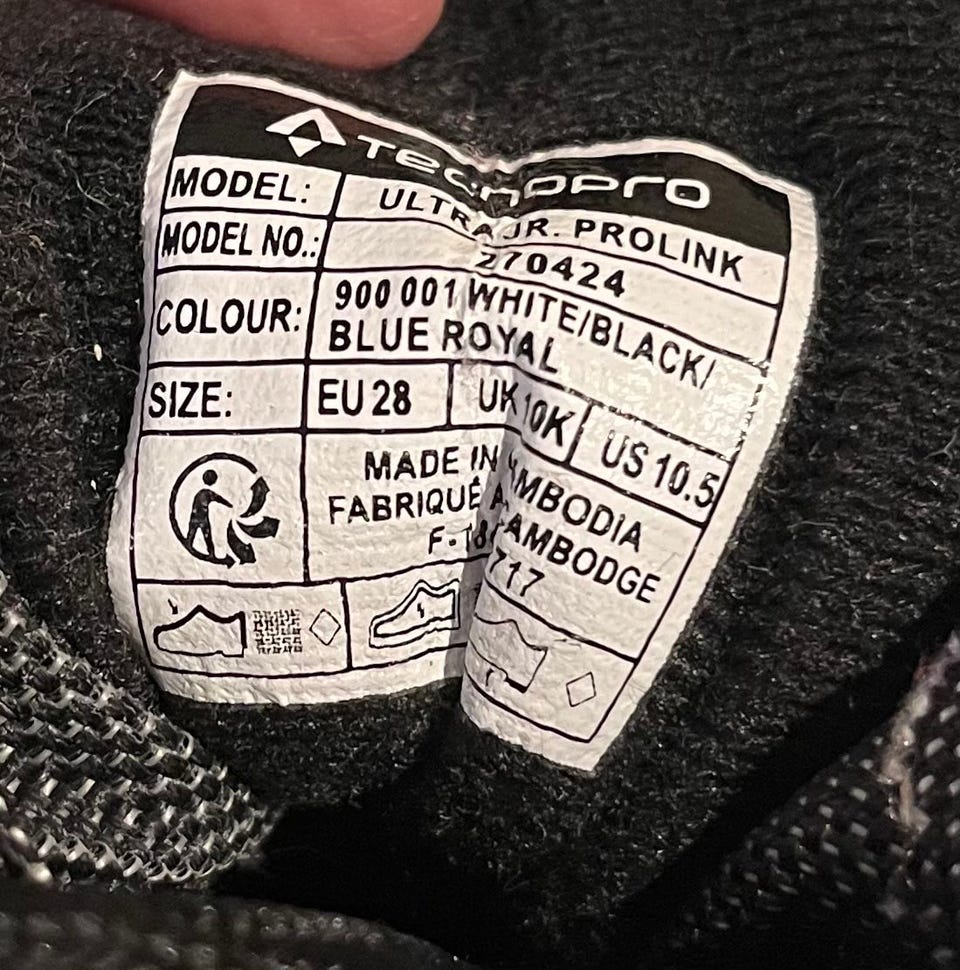 TECNOPRO
MODEL: ULTRA JR. PROLINK
MODEL NO.: 270424
COLOUR: 900 001 WHITE/BLACK/
BLUE ROYAL
SIZE: EU 28 UK 10K US 10.5
MADE IN CAMBODIA
FABRIQUÉ AU CAMBODGE
717